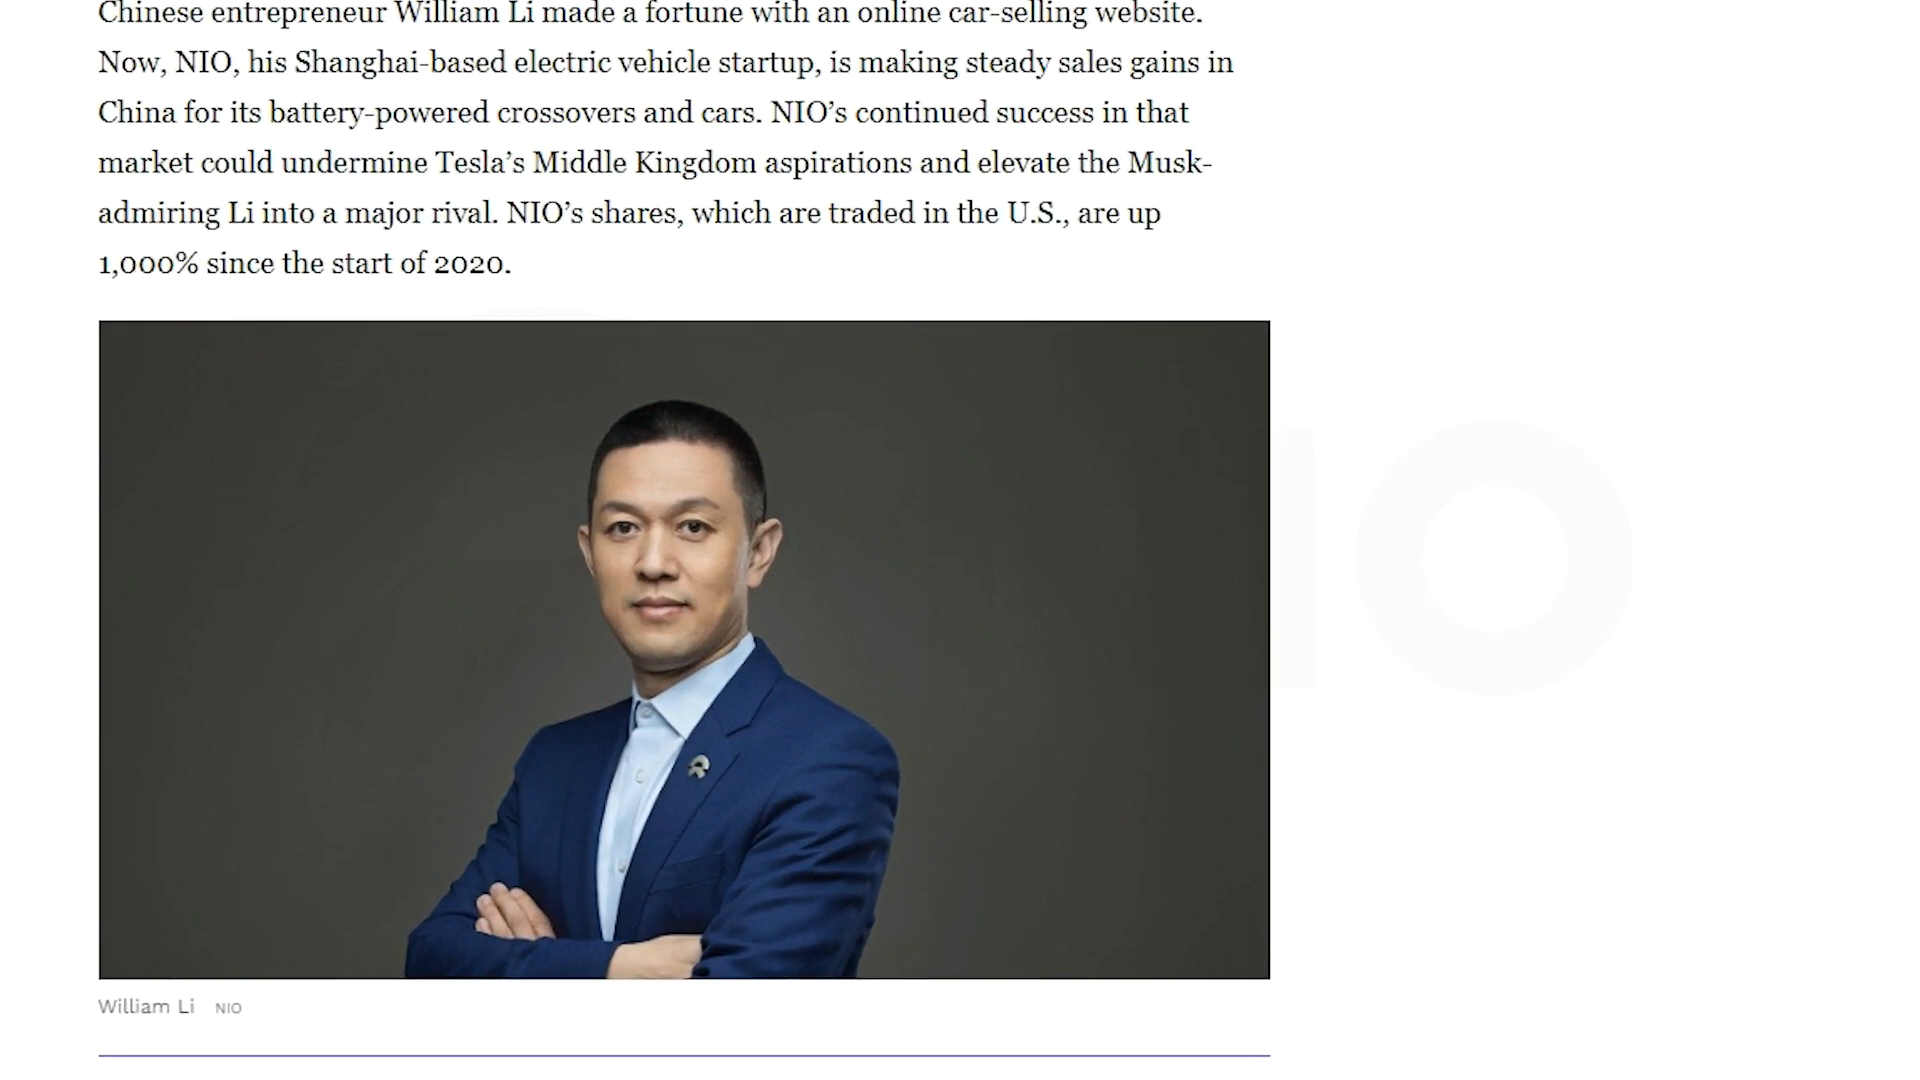 Chinese entrepreneur William Li made a fortune with an online car-selling website.
Now, NIO, his Shanghai-based electric vehicle startup, is making steady sales gains in
China for its battery-powered crossovers and cars. NIO’s continued success in that
market could undermine Tesla’s Middle Kingdom aspirations and elevate the Musk-
admiring Li into a major rival. NIO’s shares, which are traded in the U.S., are up
1,000% since the start of 2020.
William Li NIO